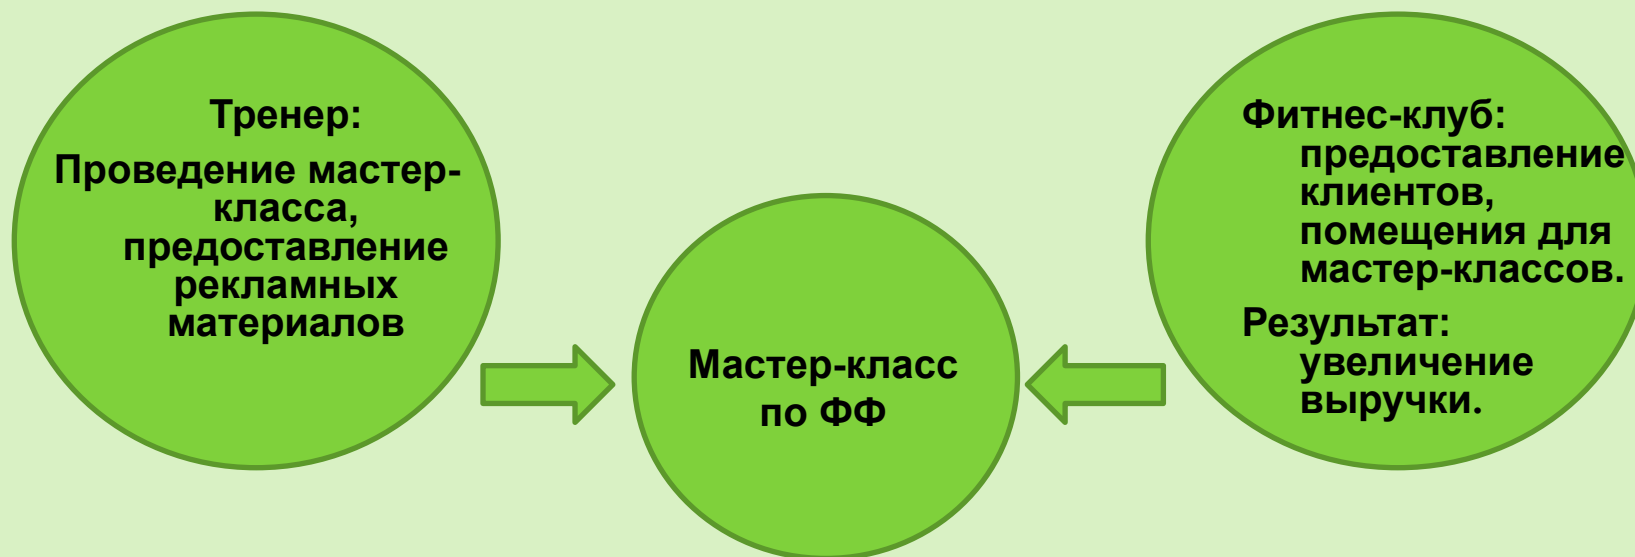 Тренер:
Проведение мастер-
класса,
предоставление
рекламных
материалов
Мастер-класс
по ФФ
Фитнес-клуб:
предоставление
клиентов,
помещения для
мастер-классов.
Результат:
увеличение
выручки.